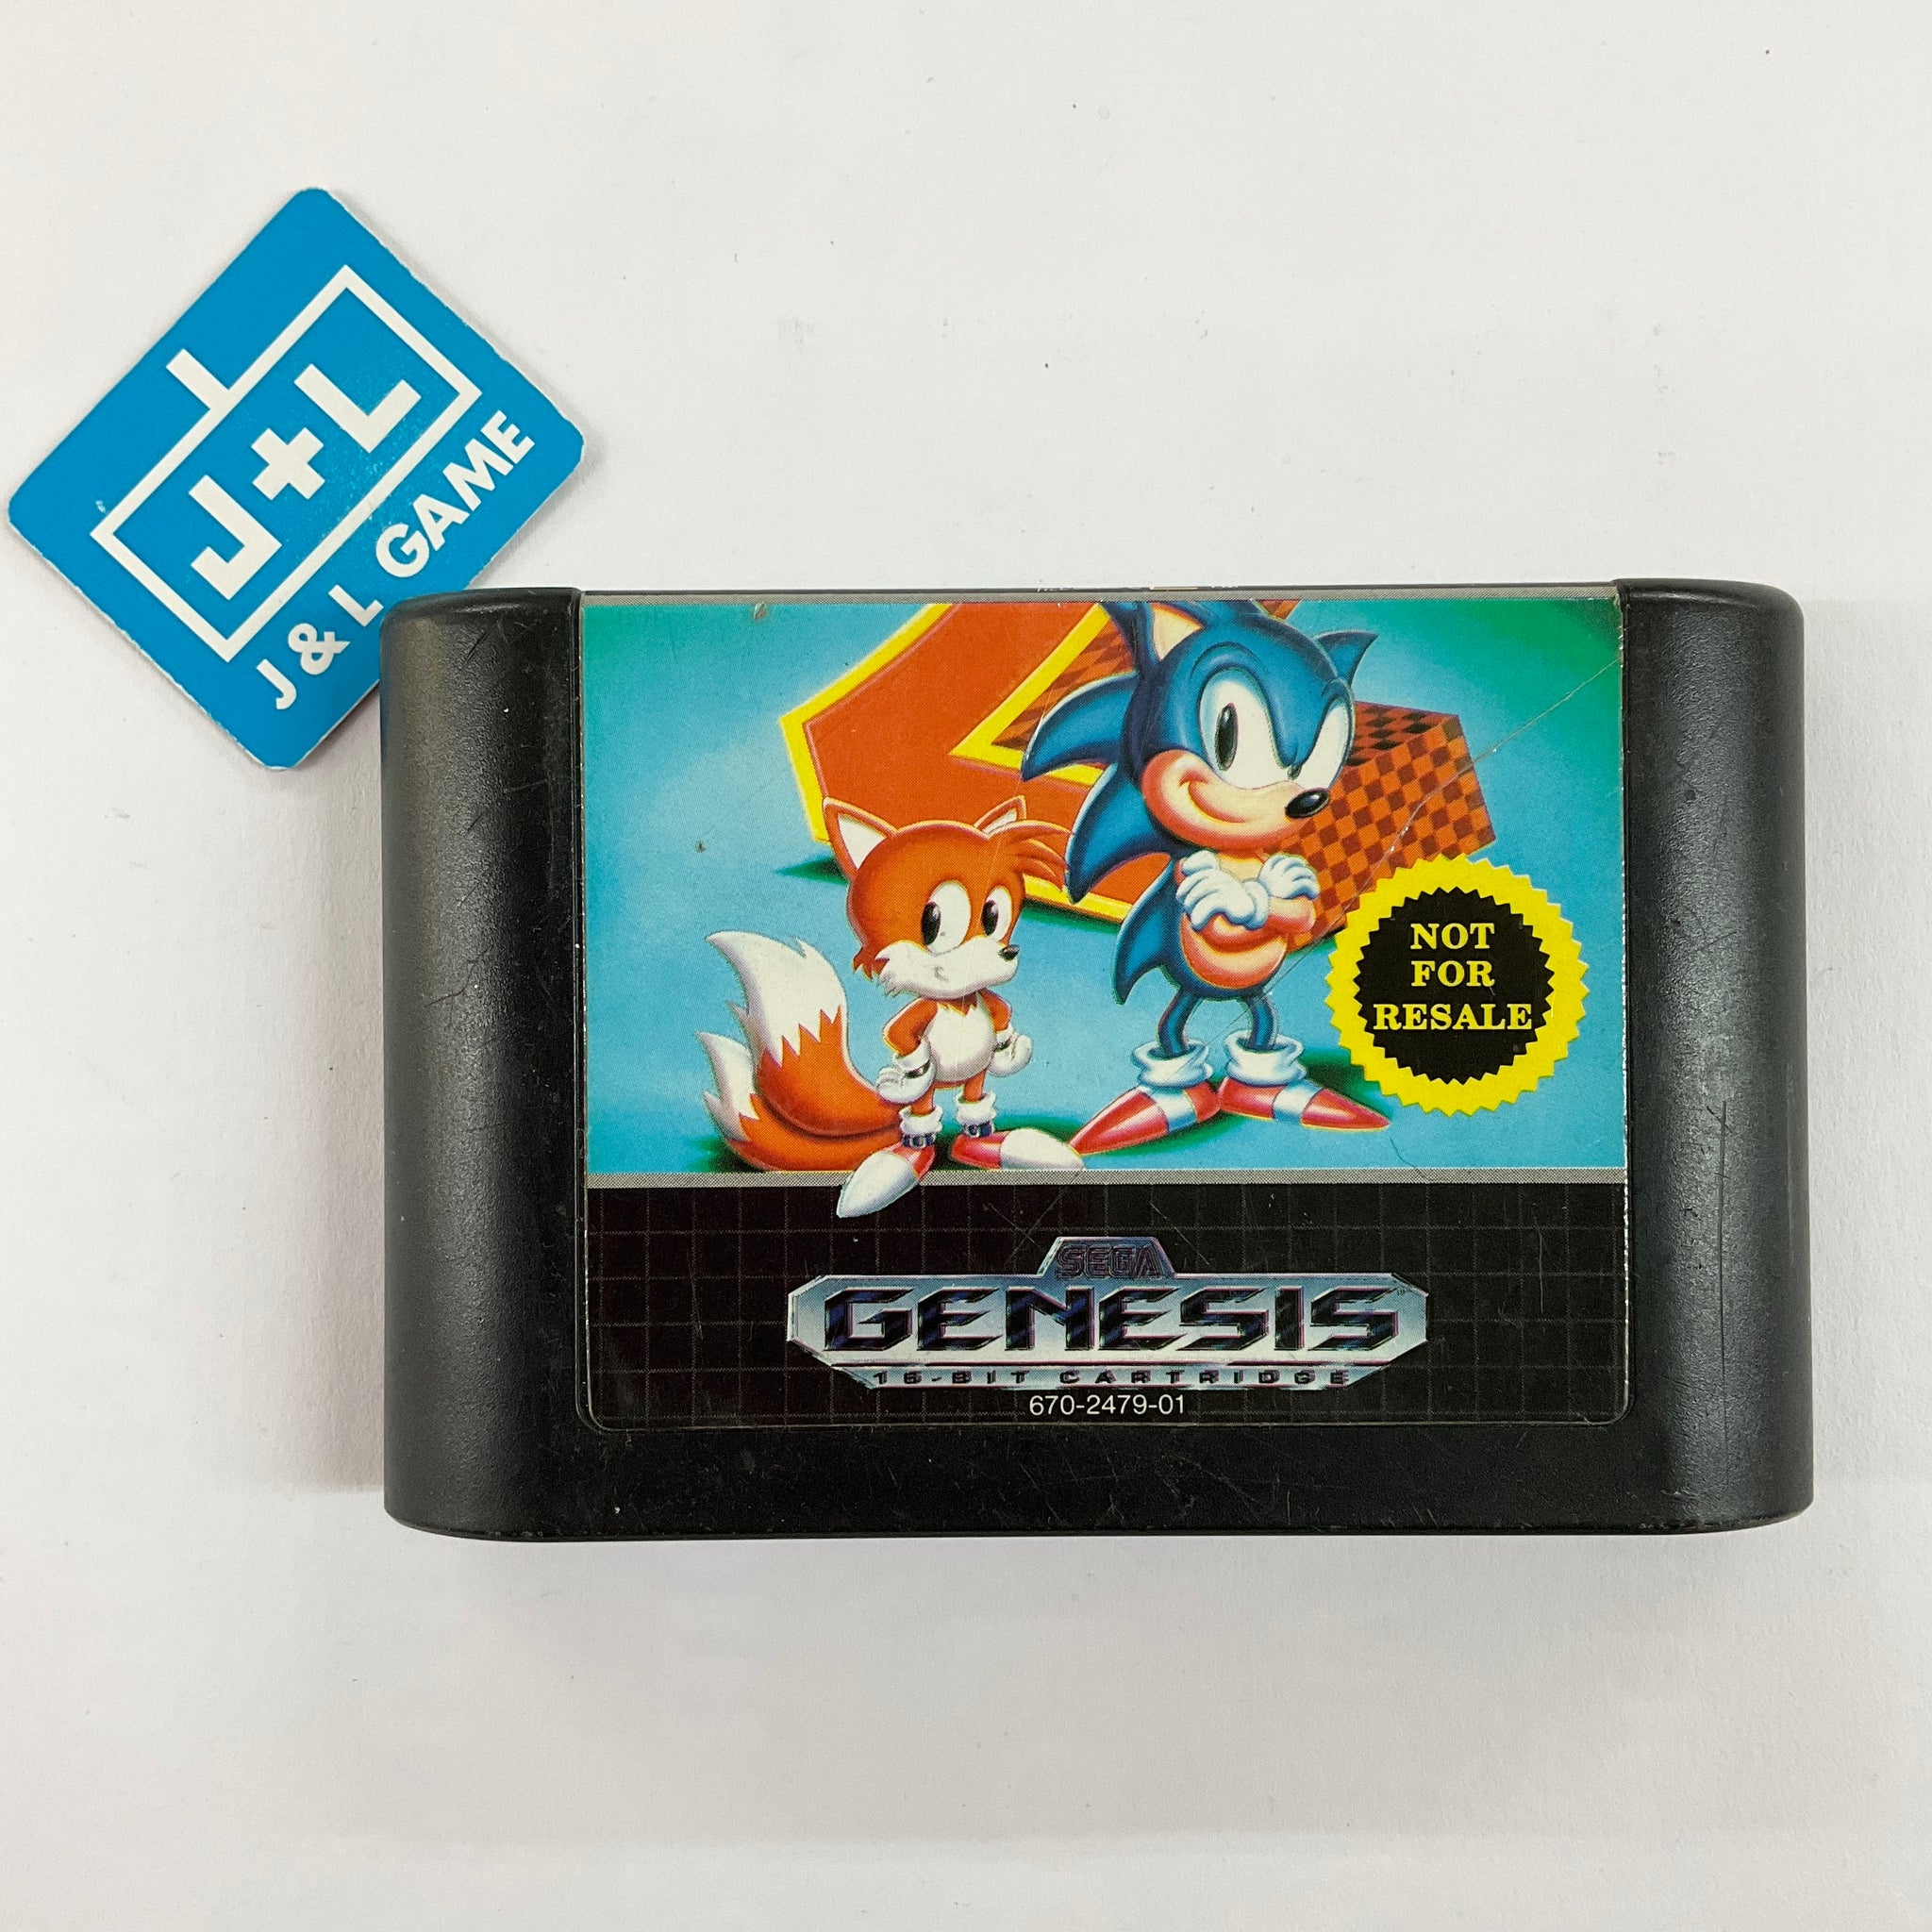 J+L
J & L GAME
NOT
FOR
RESALE
SEGA
GENESIS
16-BIT CARTRIDGE
670-2479-01